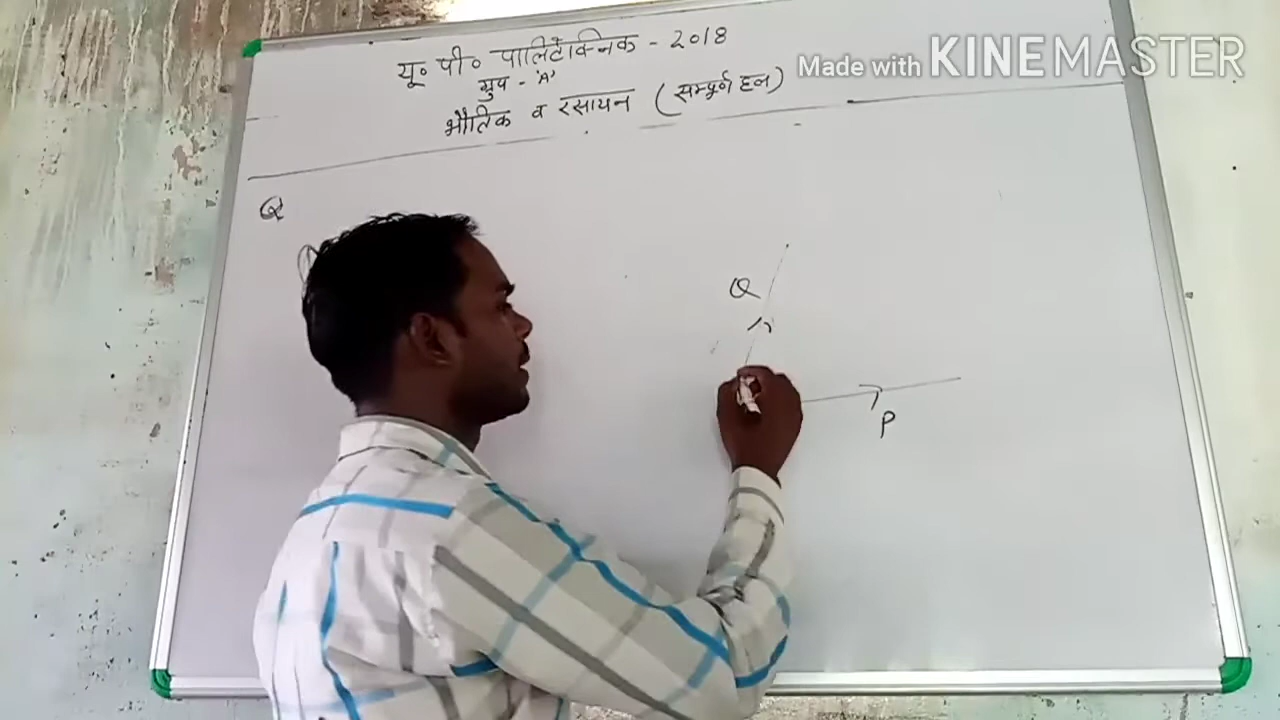 Made with KINEMASTER
यू० पी० पालिटेक्निक - 2018
ग्रुप - 'A'
भौतिक व रसायन (सम्पूर्ण हल)
Q
Q
P